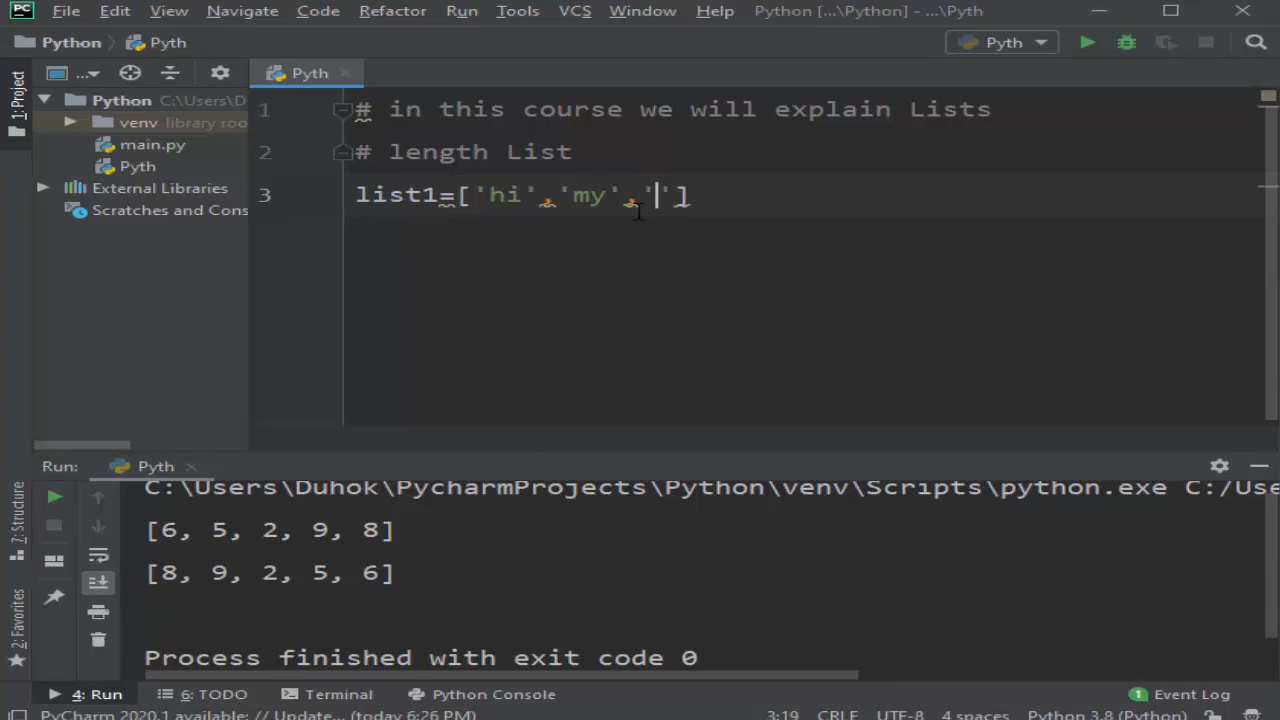 PC File Edit View Navigate Code Refactor Tools VCS Window Help Python [...\Python] - ...\Pyth
Python Pyth Pyth
1: Project
... Pyth
Python C:\Users\D
venv library roo
main.py
Pyth
External Libraries
Scratches and Cons
1 # in this course we will explain Lists
2 # length List
3 list1=['hi','my','']
Run: Pyth
C:\Users\Duhok\PycharmProjects\Python\venv\Scripts\python.exe C:/Use
[6, 5, 2, 9, 8]
[8, 9, 2, 5, 6]
Process finished with exit code 0
7: Structure
2: Favorites
4: Run 6: TODO Terminal Python Console 1 Event Log
PyCharm 2020.1 available: // Update... (today 6:26 PM) 3:19 CRLF UTF-8 4 spaces Python 3.8 (Python)